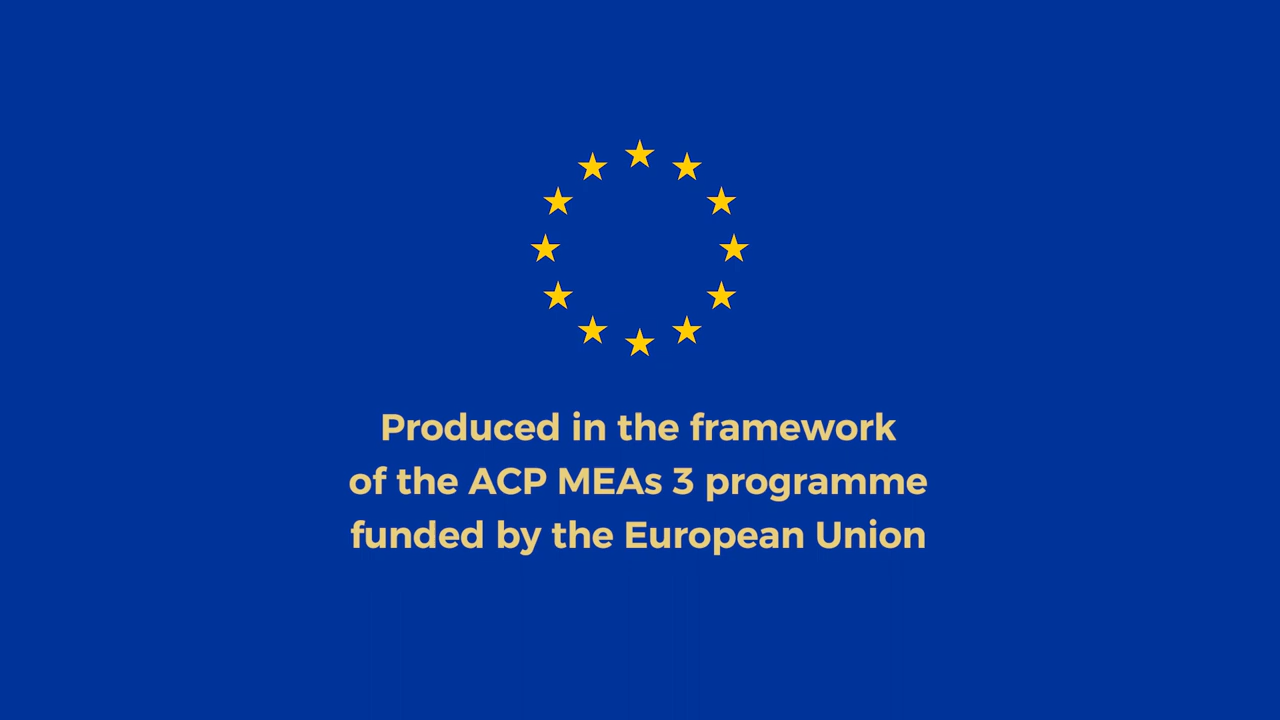 Produced in the framework
of the ACP MEAs 3 programme
funded by the European Union